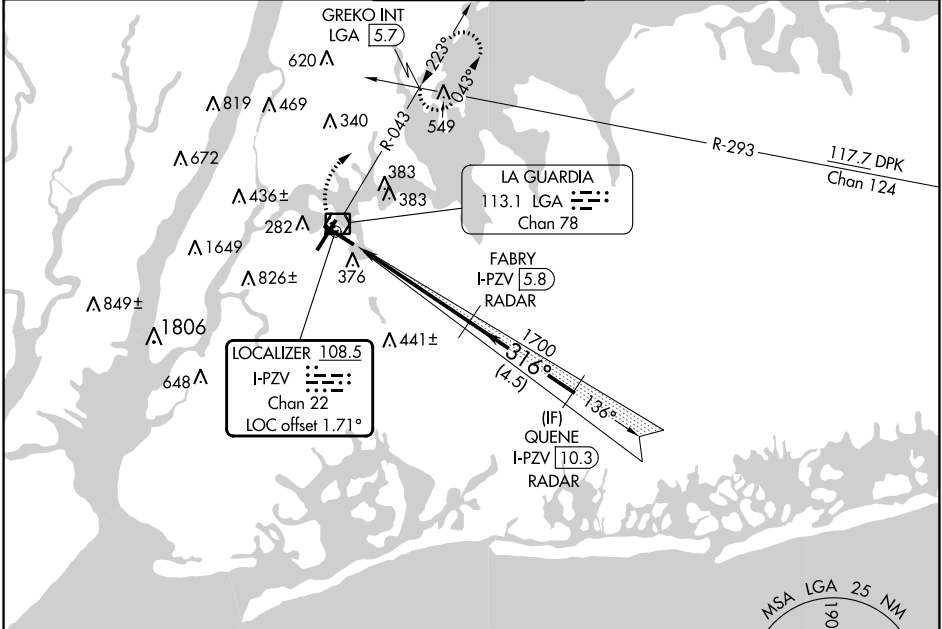 GREKO INT
LGA 5.7
620
223°
043°
819
469
549
340
R-043
R-293
117.7 DPK
Chan 124
672
383
383
LA GUARDIA
113.1 LGA
Chan 78
436±
282
1649
376
FABRY
I-PZV 5.8
RADAR
826±
849±
1806
441±
1700
316°
(4.5)
LOCALIZER 108.5
I-PZV
Chan 22
LOC offset 1.71°
648
136°
(IF)
QUENE
I-PZV 10.3
RADAR
MSA LGA 25 NM
190